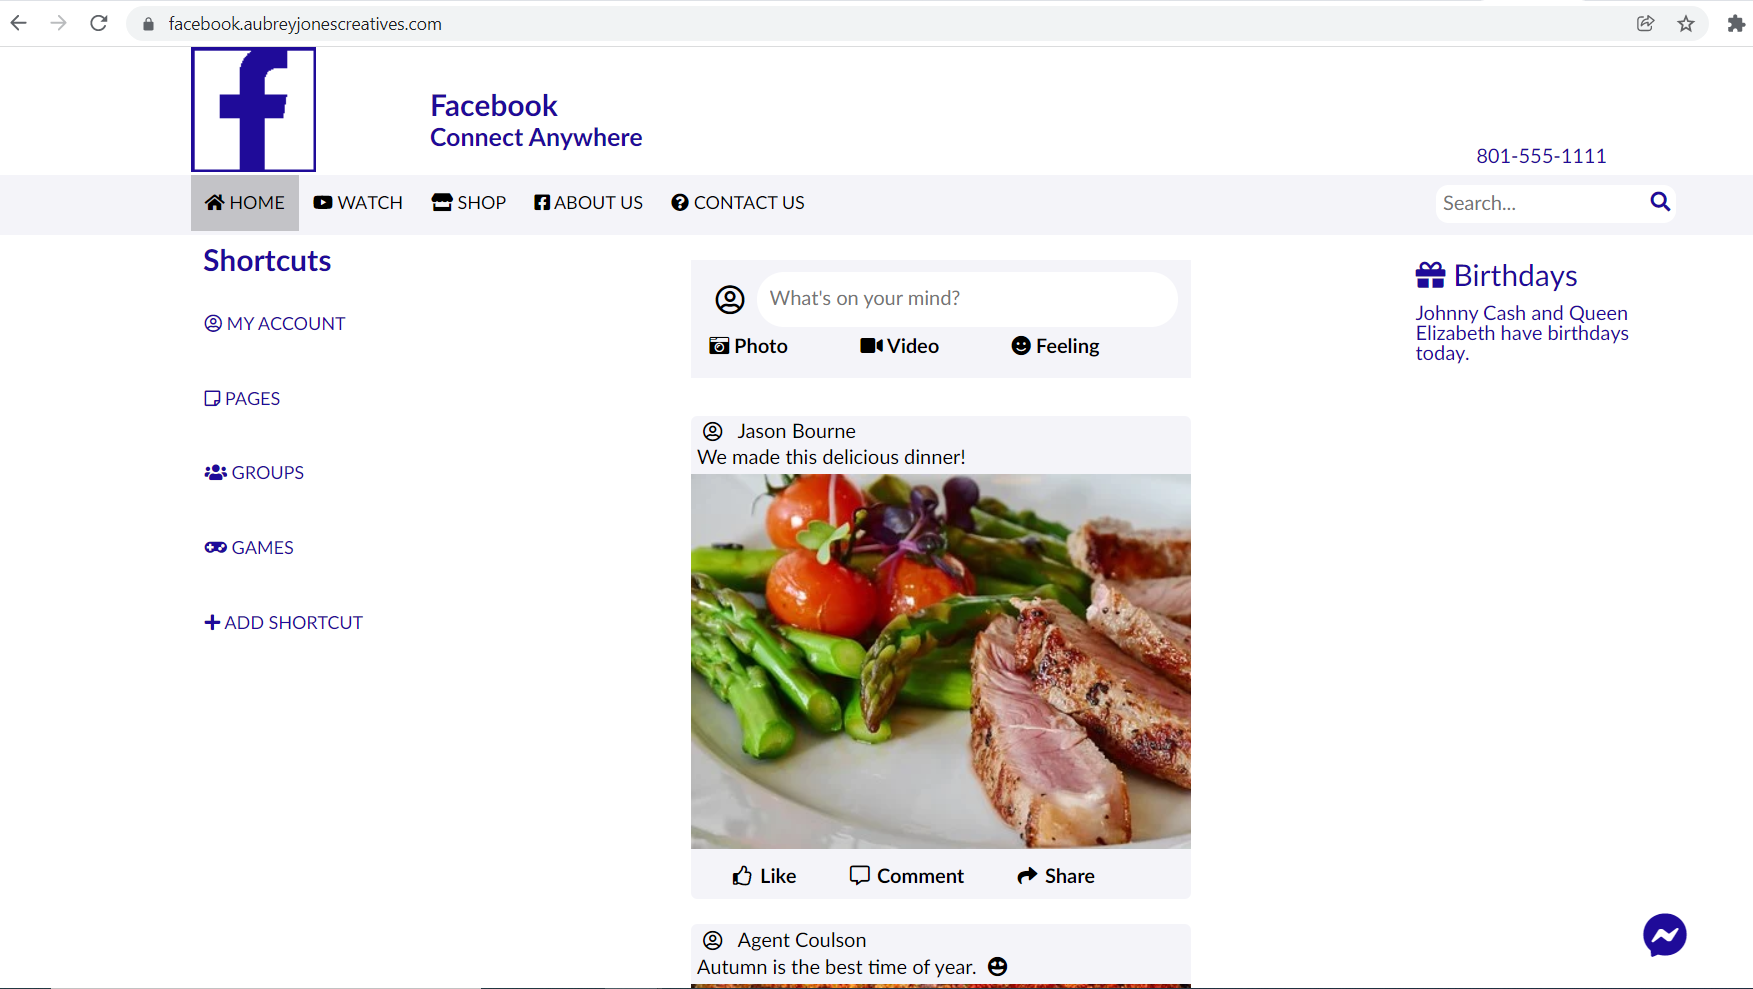 facebook.aubreyjonescreatives.com
f
Facebook
Connect Anywhere
801-555-1111
HOME WATCH SHOP ABOUT US CONTACT US Search...
Shortcuts
MY ACCOUNT
PAGES
GROUPS
GAMES
ADD SHORTCUT
What's on your mind?
Photo Video Feeling
Jason Bourne
We made this delicious dinner!
Like Comment Share
Agent Coulson
Autumn is the best time of year.
Birthdays
Johnny Cash and Queen
Elizabeth have birthdays
today.